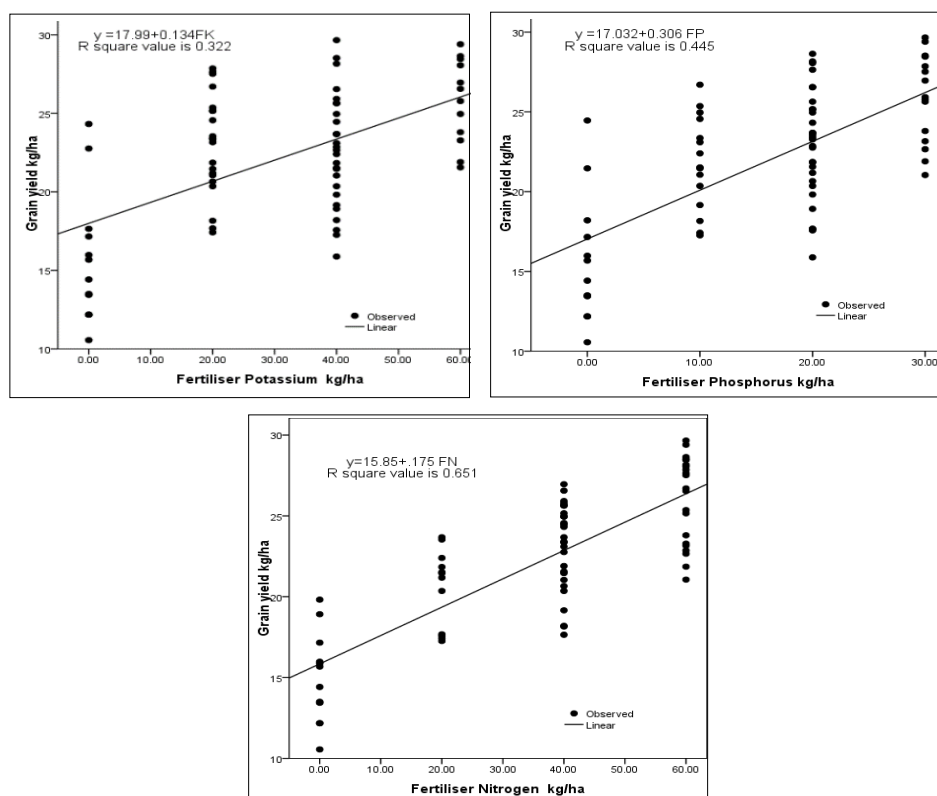 y =17.99+0.134FK
R square value is 0.322
Grain yield kg/ha
30
25
20
15
10
Observed
Linear
0.00 10.00 20.00 30.00 40.00 50.00 60.00
Fertiliser Potassium kg/ha
y =17.032+0.306 FP
R square value is 0.445
Grain yield kg/ha
30
25
20
15
10
Observed
Linear
0.00 10.00 20.00 30.00
Fertiliser Phosphorus kg/ha
y=15.85+.175 FN
R square value is 0.651
Grain yield kg/ha
30
25
20
15
10
Observed
Linear
0.00 10.00 20.00 30.00 40.00 50.00 60.00
Fertiliser Nitrogen kg/ha